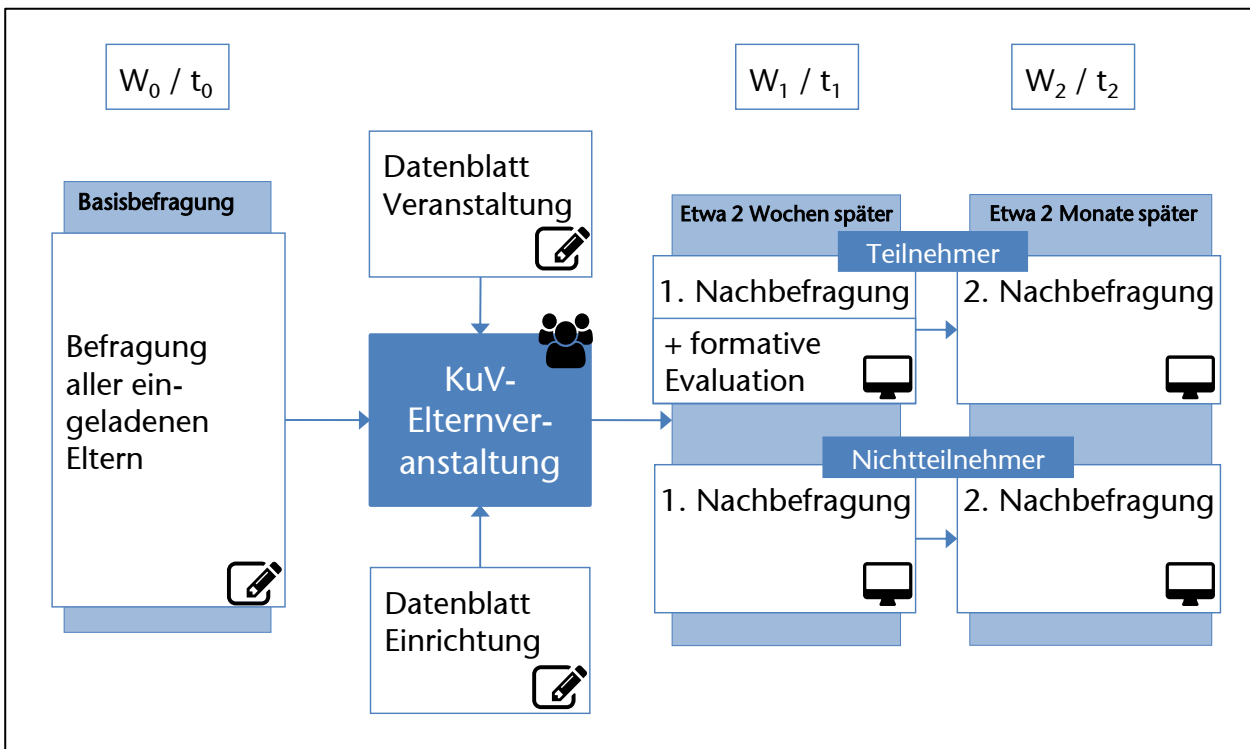 W₀ / t₀
W₁ / t₁
W₂ / t₂
Basisbefragung
Befragung
aller ein-
geladenen
Eltern
Datenblatt
Veranstaltung
KuV-
Elternver-
anstaltung
Datenblatt
Einrichtung
Etwa 2 Wochen später
Etwa 2 Monate später
Teilnehmer
1. Nachbefragung
+ formative
Evaluation
2. Nachbefragung
Nichtteilnehmer
1. Nachbefragung
2. Nachbefragung